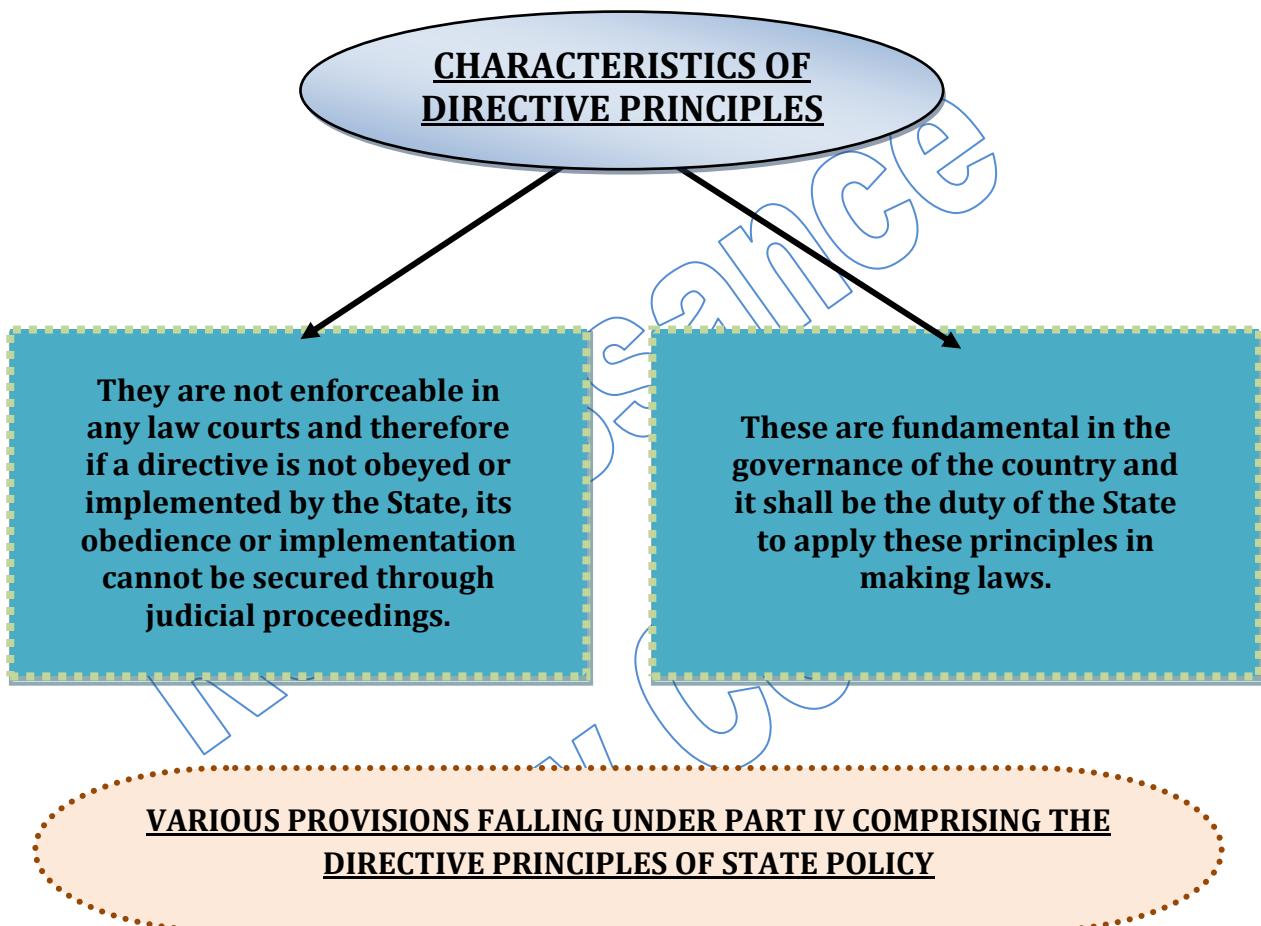 CHARACTERISTICS OF
DIRECTIVE PRINCIPLES
They are not enforceable in
any law courts and therefore
if a directive is not obeyed or
implemented by the State, its
obedience or implementation
cannot be secured through
judicial proceedings.
These are fundamental in the
governance of the country and
it shall be the duty of the State
to apply these principles in
making laws.
VARIOUS PROVISIONS FALLING UNDER PART IV COMPRISING THE
DIRECTIVE PRINCIPLES OF STATE POLICY